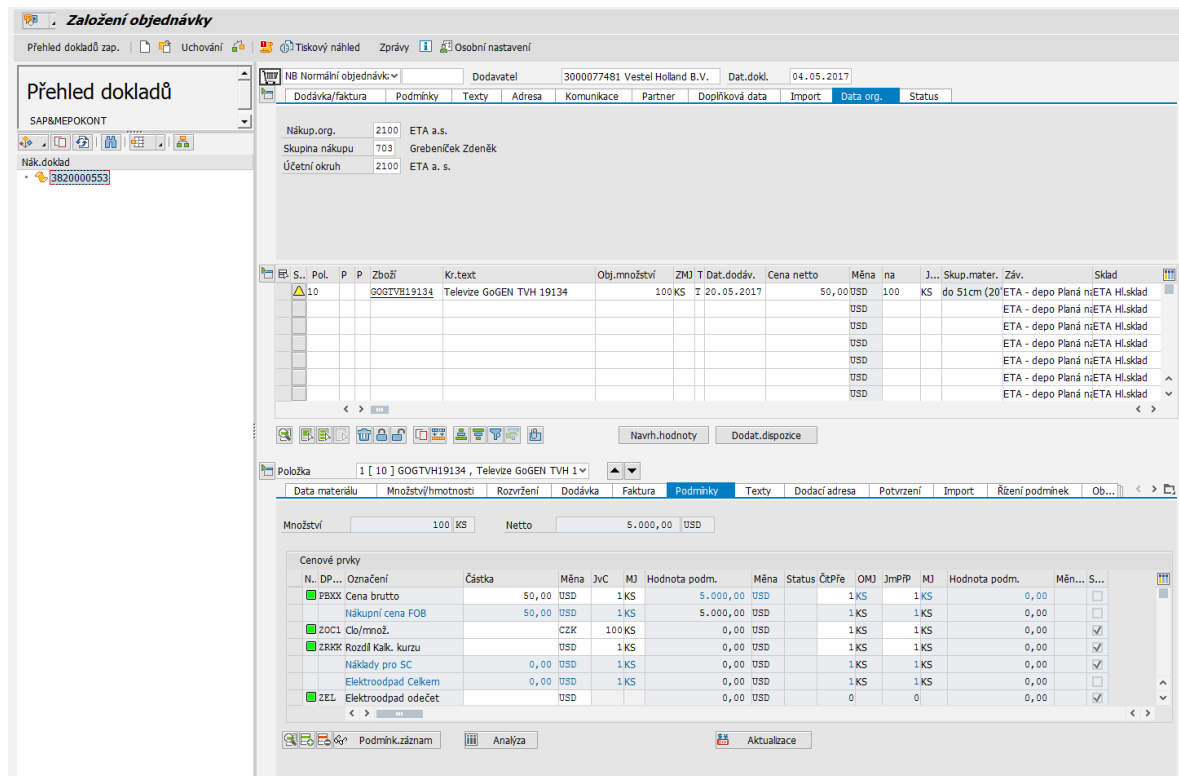 Založení objednávky
Přehled dokladů zap. Uchování Tiskový náhled Zprávy Osobní nastavení
Přehled dokladů
SAP&MEPOKONT
Nák.doklad
3820000553
NB Normální objednávka Dodavatel 3000077481 Vestel Holland B.V. Dat.dokl. 04.05.2017
Dodávka/faktura Podmínky Texty Adresa Komunikace Partner Doplňková data Import Data org. Status
Nákup.org. 2100 ETA a.s.
Skupina nákupu 703 Grebeníček Zdeněk
Účetní okruh 2100 ETA a. s.
S.. Pol. P P Zboží Kr.text Obj.množství ZMJ T Dat.dodáv. Cena netto Měna na J... Skup.mater. Záv. Sklad
10 GOGTVH19134 Televize GoGEN TVH 19134 100 KS T 20.05.2017 50,00 USD 100 KS do 51cm (20" ETA - depo Planá na ETA Hl.sklad
USD ETA - depo Planá na ETA Hl.sklad
USD ETA - depo Planá na ETA Hl.sklad
USD ETA - depo Planá na ETA Hl.sklad
USD ETA - depo Planá na ETA Hl.sklad
USD ETA - depo Planá na ETA Hl.sklad
USD ETA - depo Planá na ETA Hl.sklad
Navrh.hodnoty Dodat.dispozice
Položka 1 [ 10 ] GOGTVH19134 , Televize GoGEN TVH 1
Data materiálu Množství/hmotnosti Rozvržení Dodávka Faktura Podmínky Texty Dodací adresa Potvrzení Import Řízení podmínek Ob...
Množství 100 KS Netto 5.000,00 USD
Cenové prvky
N.. DP... Označení Částka Měna JvC MJ Hodnota podm. Měna Status ČitPře OMJ JmPřP MJ Hodnota podm. Měn... S...
PBXX Cena brutto 50,00 USD 1 KS 5.000,00 USD 1 KS 1 KS 0,00
Nákupní cena FOB 50,00 USD 1 KS 5.000,00 USD 1 KS 1 KS 0,00
ZOC1 Clo/množ. CZK 100 KS 0,00 USD 1 KS 1 KS 0,00
ZRKK Rozdíl Kalk. kurzu USD 1 KS 0,00 USD 1 KS 1 KS 0,00
Náklady pro SC 0,00 USD 1 KS 0,00 USD 1 KS 1 KS 0,00
Elektroodpad Celkem 0,00 USD 1 KS 0,00 USD 1 KS 1 KS 0,00
ZEL Elektroodpad odečet USD 0,00 USD 0 0 0,00
Podmínk.záznam Analýza Aktualizace